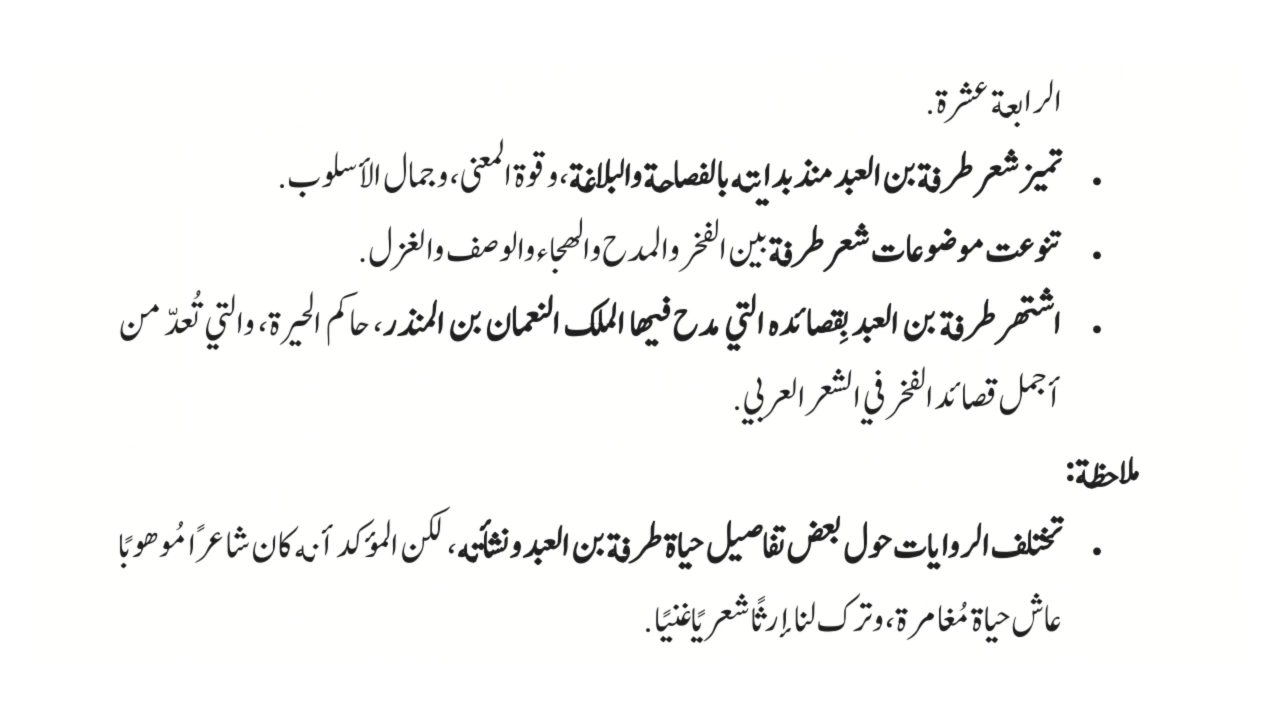 الرابعة عشرة.
• تميز شعر طرفة بن العبد منذ بدايته بالفصاحة والبلاغة، وقوة المعنى، وجمال الأسلوب.
• تنوعت موضوعات شعر طرفة بين الفخر والمدح والهجاء والوصف والغزل.
• اشتهر طرفة بن العبد بِقصائده التي مدح فيها الملك النعمان بن المنذر، حاكم الحيرة، والتي تُعدّ من
أجمل قصائد الفخر في الشعر العربي.
ملاحظة:
• تختلف الروايات حول بعض تفاصيل حياة طرفة بن العبد ونشأته، لكن المؤكد أنه كان شاعرًا مُوهوبًا
عاش حياة مُغامرة، وترك لنا إرثًا شعريًا غنيًا.